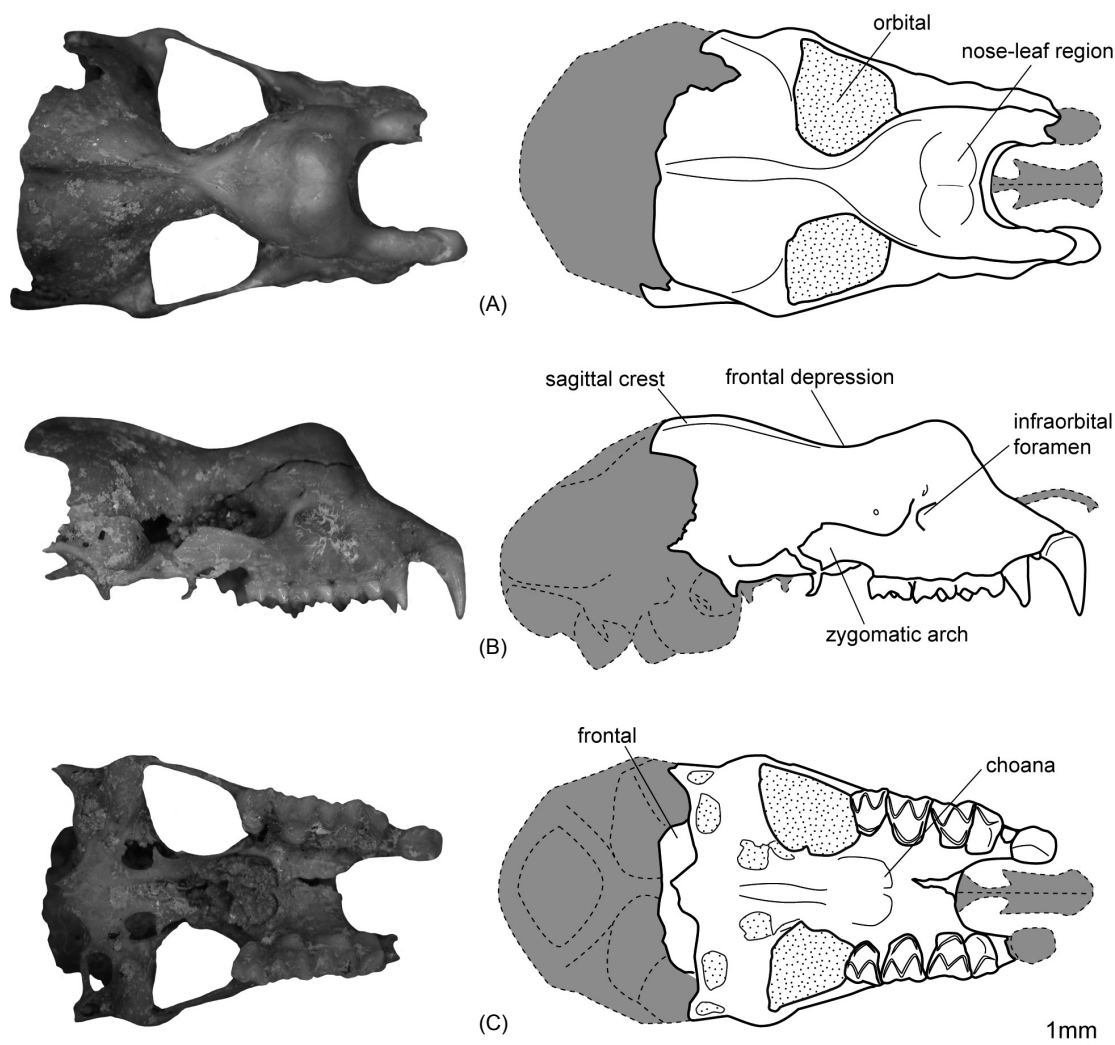 orbital
nose-leaf region
(A)
sagittal crest
frontal depression
infraorbital
foramen
zygomatic arch
(B)
frontal
choana
(C)
1mm